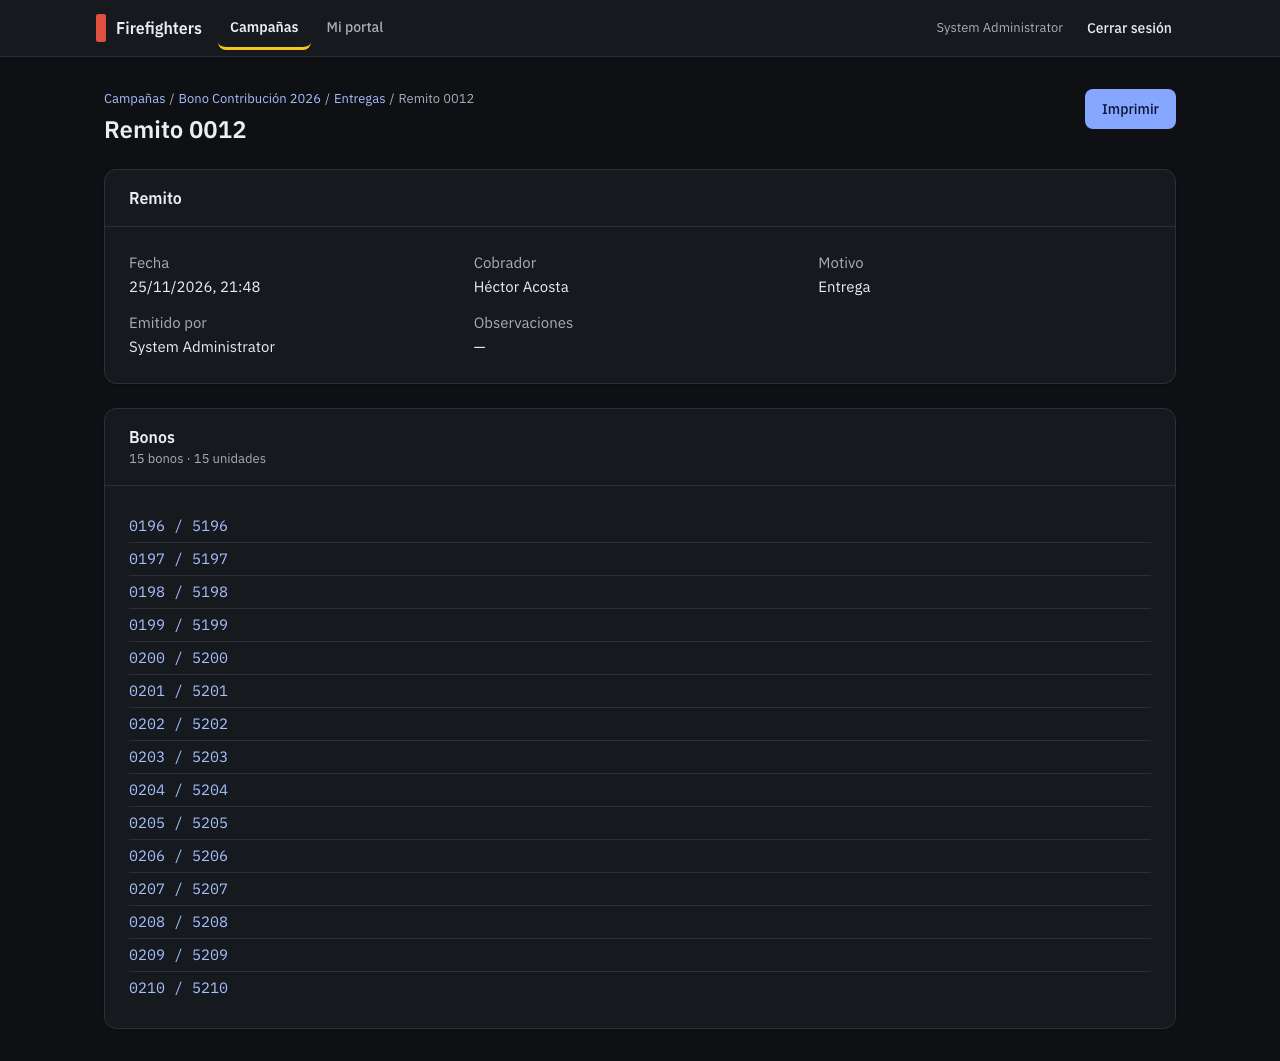 Firefighters Campañas Mi portal System Administrator Cerrar sesión
Campañas / Bono Contribución 2026 / Entregas / Remito 0012
Remito 0012
Imprimir
Remito
Fecha Cobrador Motivo
25/11/2026, 21:48 Héctor Acosta Entrega
Emitido por Observaciones
System Administrator —
Bonos
15 bonos · 15 unidades
0196 / 5196
0197 / 5197
0198 / 5198
0199 / 5199
0200 / 5200
0201 / 5201
0202 / 5202
0203 / 5203
0204 / 5204
0205 / 5205
0206 / 5206
0207 / 5207
0208 / 5208
0209 / 5209
0210 / 5210